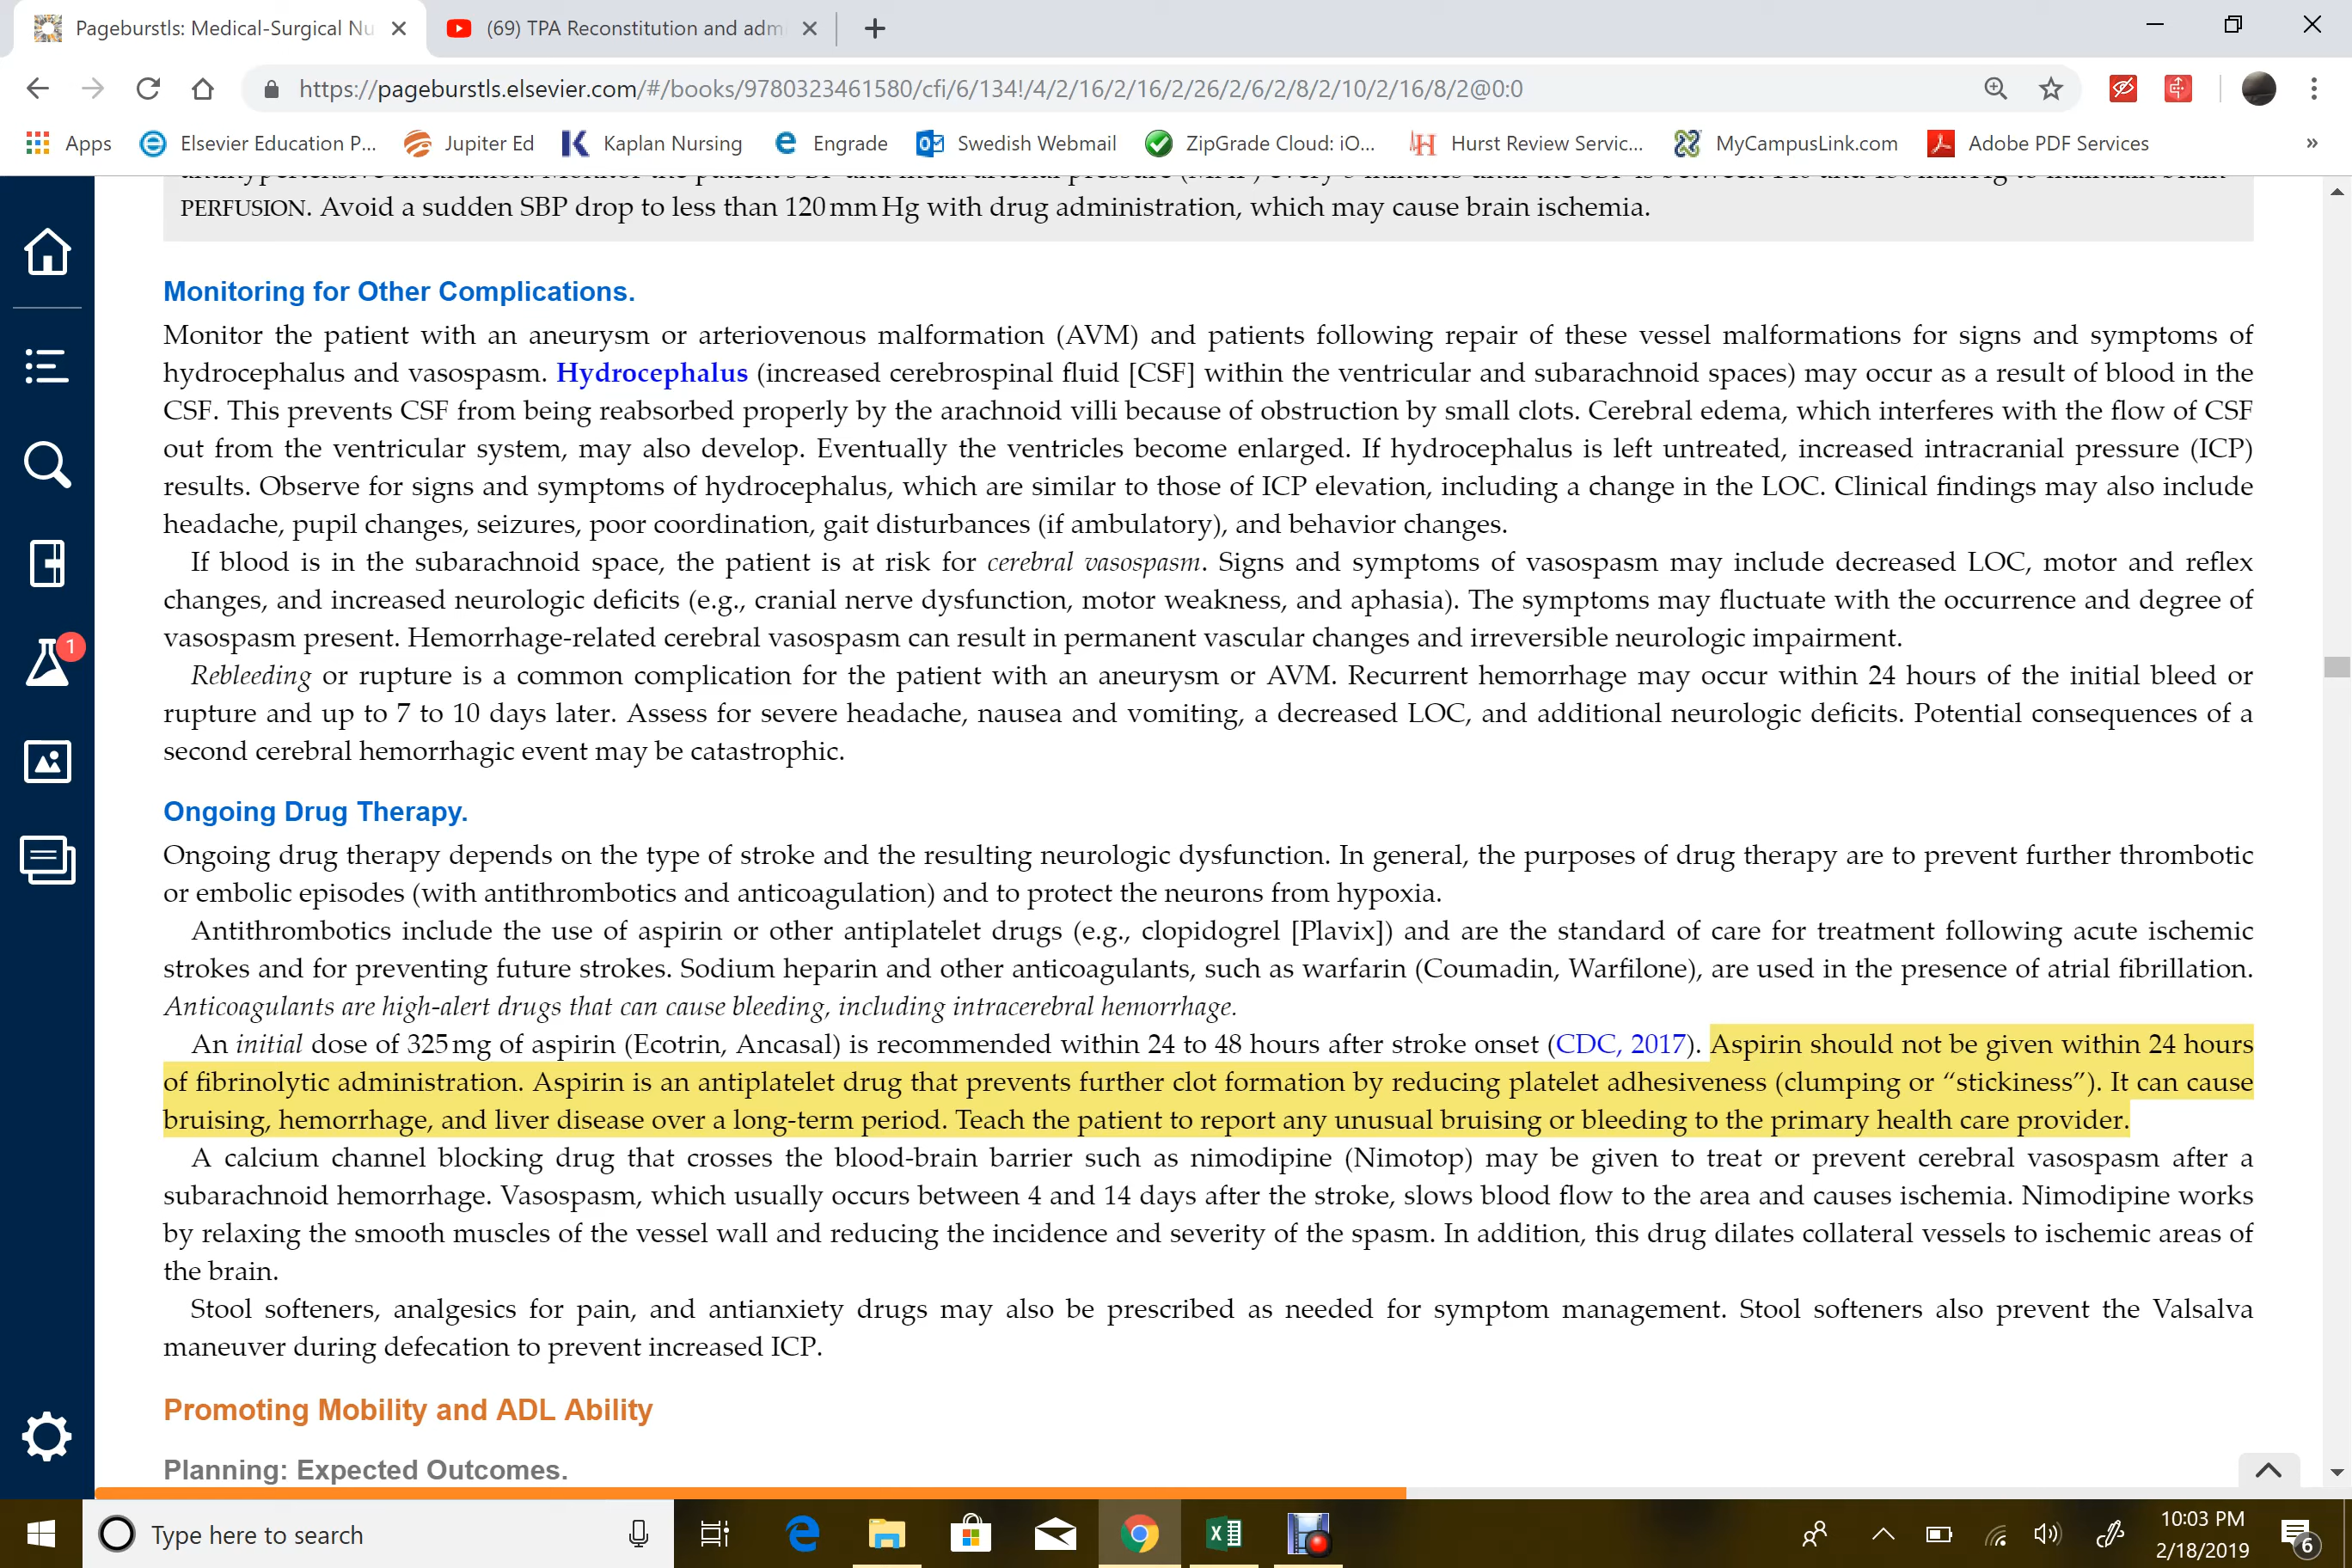 Pageburstls: Medical-Surgical Nu
(69) TPA Reconstitution and adm
https://pageburstls.elsevier.com/#/books/9780323461580/cfi/6/134!/4/2/16/2/16/2/26/2/6/2/8/2/10/2/16/8/2@0:0
Apps Elsevier Education P... Jupiter Ed Kaplan Nursing Engrade Swedish Webmail ZipGrade Cloud: iO... Hurst Review Servic... MyCampusLink.com Adobe PDF Services »
PERFUSION. Avoid a sudden SBP drop to less than 120 mm Hg with drug administration, which may cause brain ischemia.
Monitoring for Other Complications.
Monitor the patient with an aneurysm or arteriovenous malformation (AVM) and patients following repair of these vessel malformations for signs and symptoms of
hydrocephalus and vasospasm. Hydrocephalus (increased cerebrospinal fluid [CSF] within the ventricular and subarachnoid spaces) may occur as a result of blood in the
CSF. This prevents CSF from being reabsorbed properly by the arachnoid villi because of obstruction by small clots. Cerebral edema, which interferes with the flow of CSF
out from the ventricular system, may also develop. Eventually the ventricles become enlarged. If hydrocephalus is left untreated, increased intracranial pressure (ICP)
results. Observe for signs and symptoms of hydrocephalus, which are similar to those of ICP elevation, including a change in the LOC. Clinical findings may also include
headache, pupil changes, seizures, poor coordination, gait disturbances (if ambulatory), and behavior changes.
If blood is in the subarachnoid space, the patient is at risk for cerebral vasospasm. Signs and symptoms of vasospasm may include decreased LOC, motor and reflex
changes, and increased neurologic deficits (e.g., cranial nerve dysfunction, motor weakness, and aphasia). The symptoms may fluctuate with the occurrence and degree of
vasospasm present. Hemorrhage-related cerebral vasospasm can result in permanent vascular changes and irreversible neurologic impairment.
Rebleeding or rupture is a common complication for the patient with an aneurysm or AVM. Recurrent hemorrhage may occur within 24 hours of the initial bleed or
rupture and up to 7 to 10 days later. Assess for severe headache, nausea and vomiting, a decreased LOC, and additional neurologic deficits. Potential consequences of a
second cerebral hemorrhagic event may be catastrophic.
Ongoing Drug Therapy.
Ongoing drug therapy depends on the type of stroke and the resulting neurologic dysfunction. In general, the purposes of drug therapy are to prevent further thrombotic
or embolic episodes (with antithrombotics and anticoagulation) and to protect the neurons from hypoxia.
Antithrombotics include the use of aspirin or other antiplatelet drugs (e.g., clopidogrel [Plavix]) and are the standard of care for treatment following acute ischemic
strokes and for preventing future strokes. Sodium heparin and other anticoagulants, such as warfarin (Coumadin, Warfilone), are used in the presence of atrial fibrillation.
Anticoagulants are high-alert drugs that can cause bleeding, including intracerebral hemorrhage.
An initial dose of 325 mg of aspirin (Ecotrin, Ancasal) is recommended within 24 to 48 hours after stroke onset (CDC, 2017). Aspirin should not be given within 24 hours
of fibrinolytic administration. Aspirin is an antiplatelet drug that prevents further clot formation by reducing platelet adhesiveness (clumping or “stickiness”). It can cause
bruising, hemorrhage, and liver disease over a long-term period. Teach the patient to report any unusual bruising or bleeding to the primary health care provider.
A calcium channel blocking drug that crosses the blood-brain barrier such as nimodipine (Nimotop) may be given to treat or prevent cerebral vasospasm after a
subarachnoid hemorrhage. Vasospasm, which usually occurs between 4 and 14 days after the stroke, slows blood flow to the area and causes ischemia. Nimodipine works
by relaxing the smooth muscles of the vessel wall and reducing the incidence and severity of the spasm. In addition, this drug dilates collateral vessels to ischemic areas of
the brain.
Stool softeners, analgesics for pain, and antianxiety drugs may also be prescribed as needed for symptom management. Stool softeners also prevent the Valsalva
maneuver during defecation to prevent increased ICP.
Promoting Mobility and ADL Ability
Planning: Expected Outcomes.
1
Type here to search
10:03 PM
2/18/2019
6